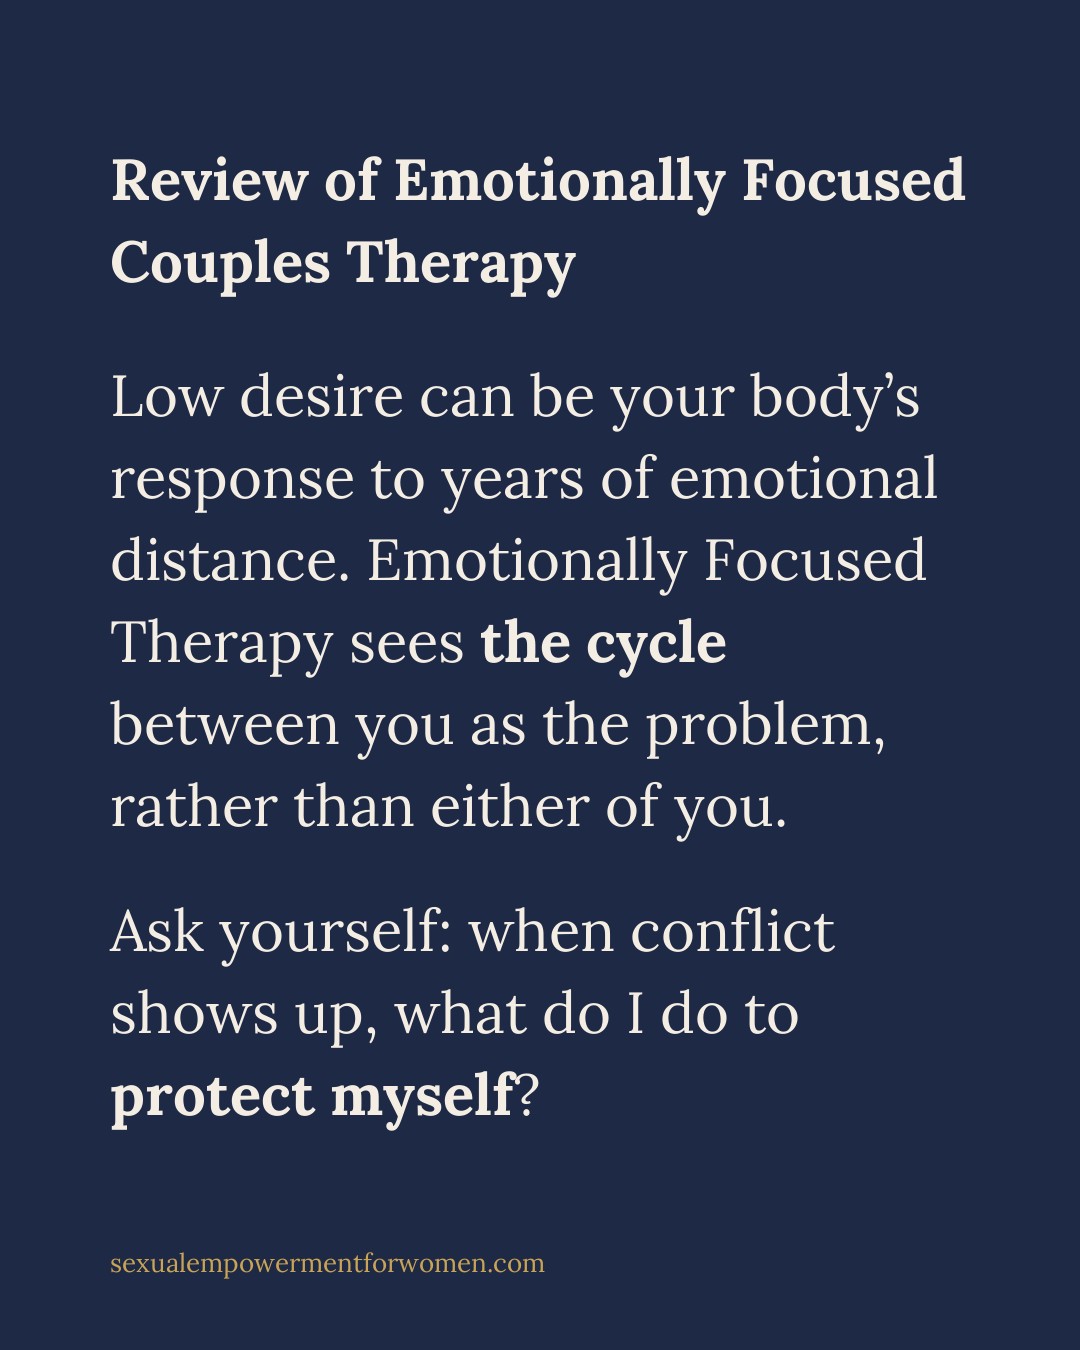 Review of Emotionally Focused
Couples Therapy
Low desire can be your body’s
response to years of emotional
distance. Emotionally Focused
Therapy sees the cycle
between you as the problem,
rather than either of you.
Ask yourself: when conflict
shows up, what do I do to
protect myself?
sexualempowermentforwomen.com